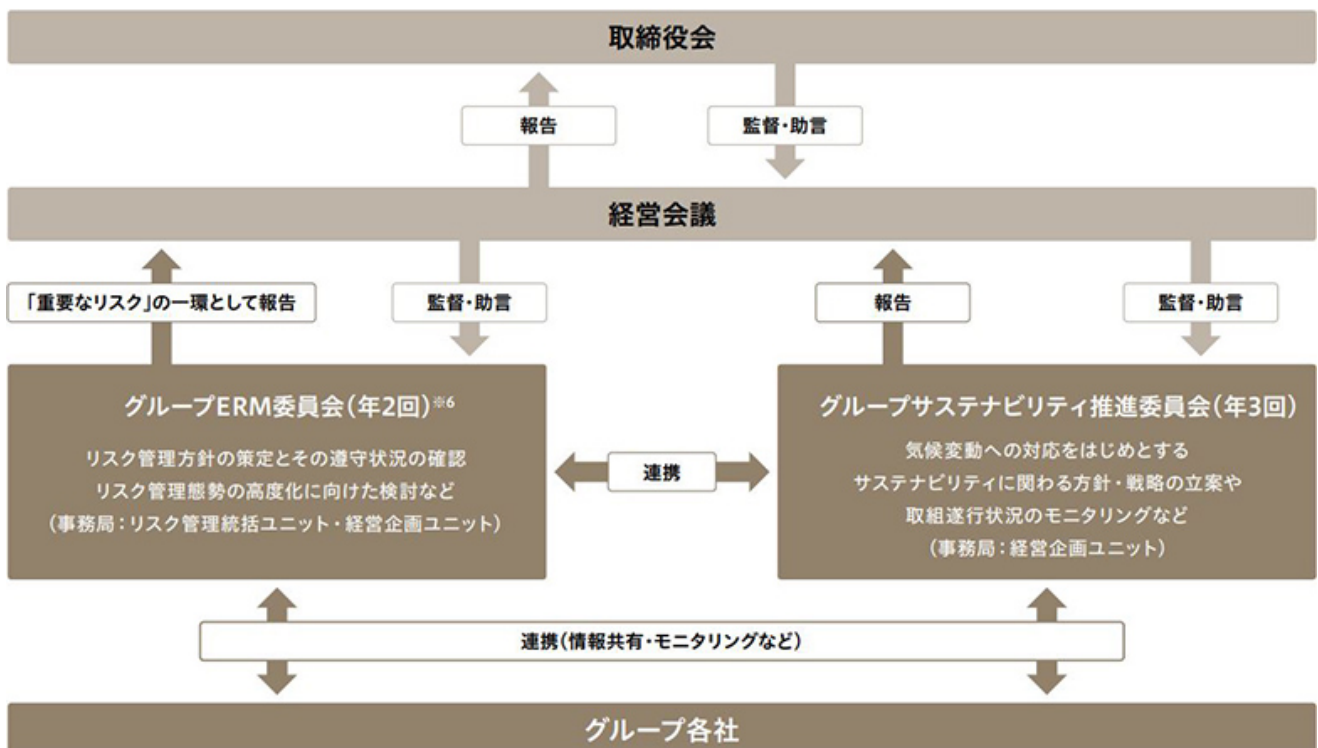 取締役会
報告
監督・助言
経営会議
「重要なリスク」の一環として報告
監督・助言
報告
監督・助言
グループERM委員会(年2回)※6
リスク管理方針の策定とその遵守状況の確認
リスク管理態勢の高度化に向けた検討など
(事務局：リスク管理統括ユニット・経営企画ユニット)
連携
グループサステナビリティ推進委員会(年3回)
気候変動への対応をはじめとする
サステナビリティに関わる方針・戦略の立案や
取組遂行状況のモニタリングなど
(事務局：経営企画ユニット)
連携(情報共有・モニタリングなど)
グループ各社